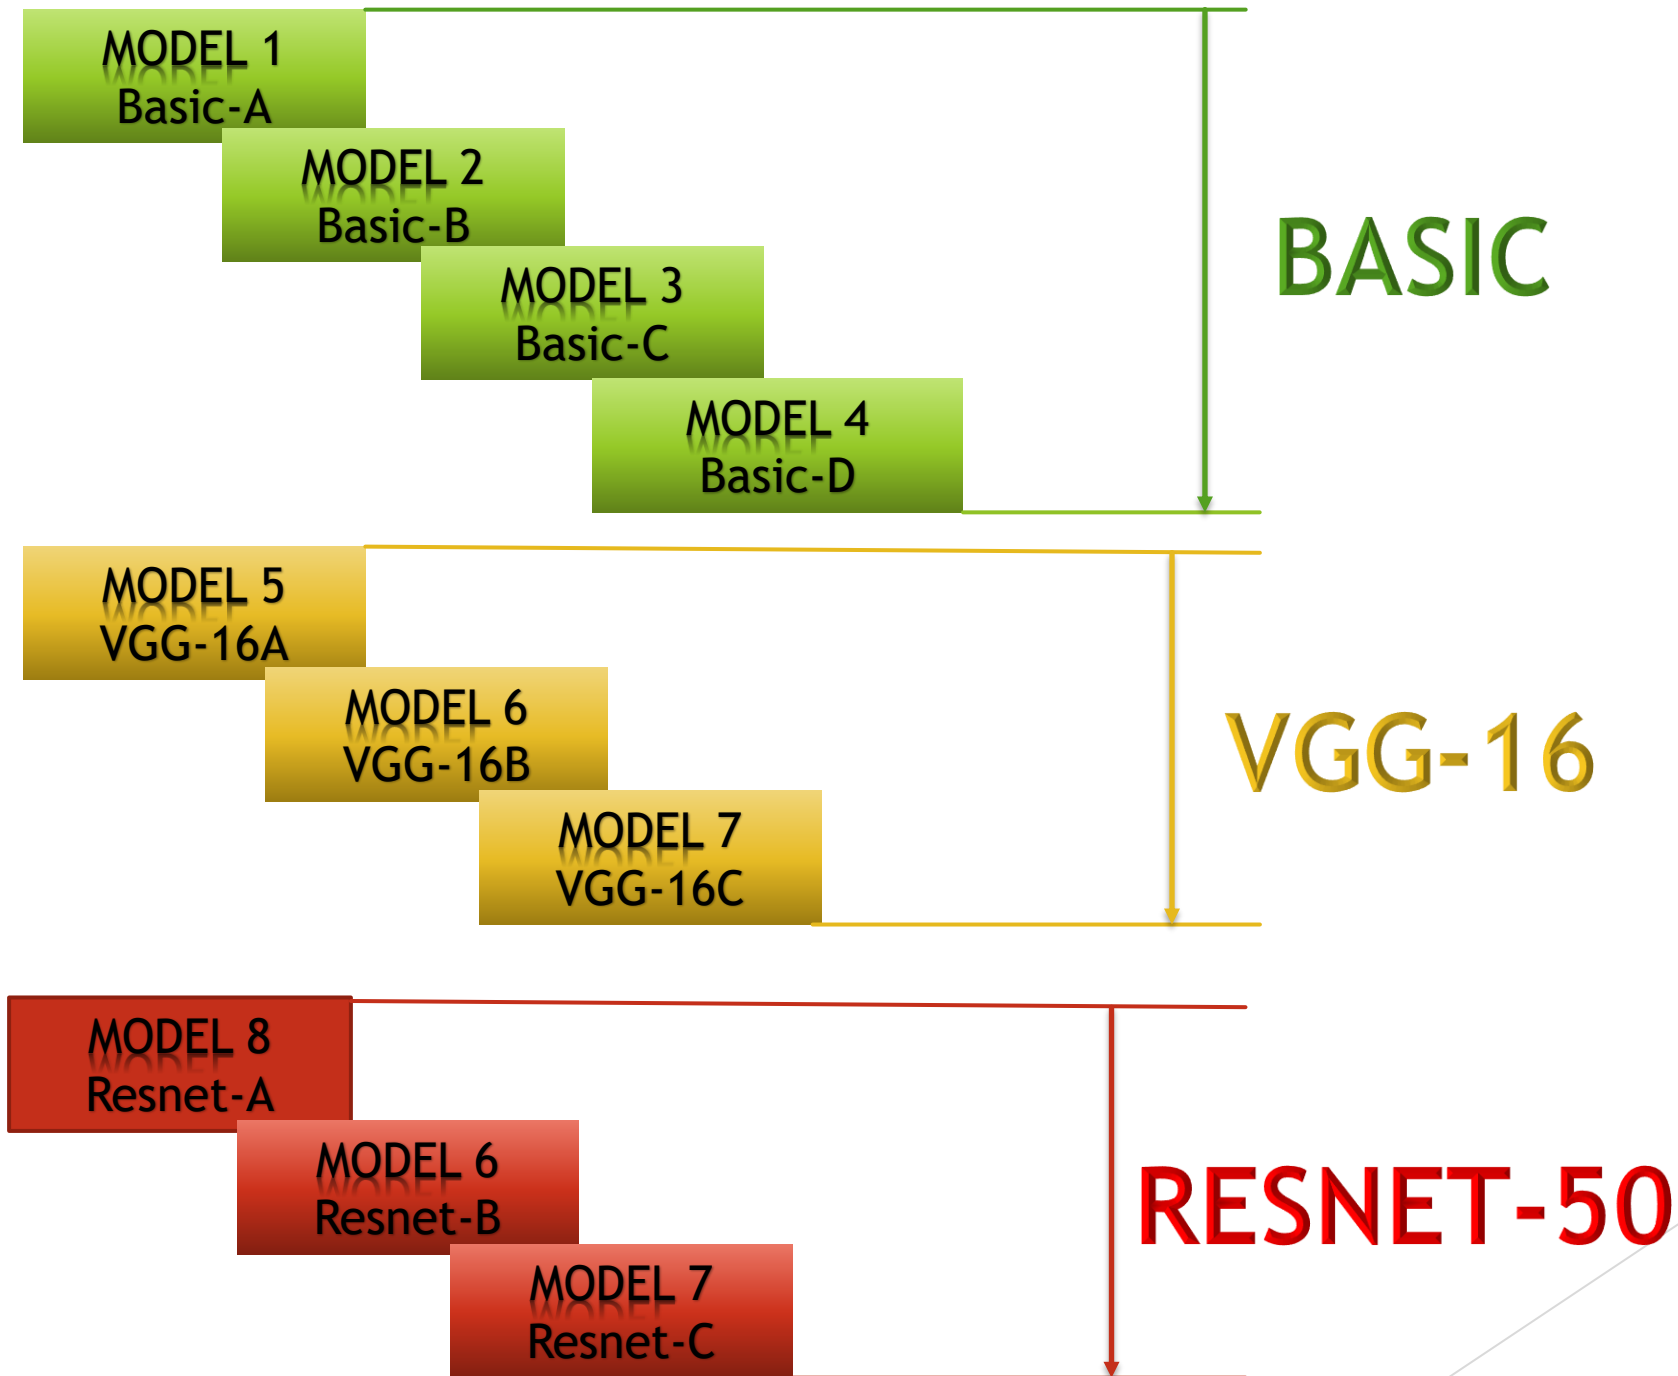 MODEL 1
Basic-A
MODEL 2
Basic-B
MODEL 3
Basic-C
MODEL 4
Basic-D
BASIC
MODEL 5
VGG-16A
MODEL 6
VGG-16B
MODEL 7
VGG-16C
VGG-16
MODEL 8
Resnet-A
MODEL 6
Resnet-B
MODEL 7
Resnet-C
RESNET-50